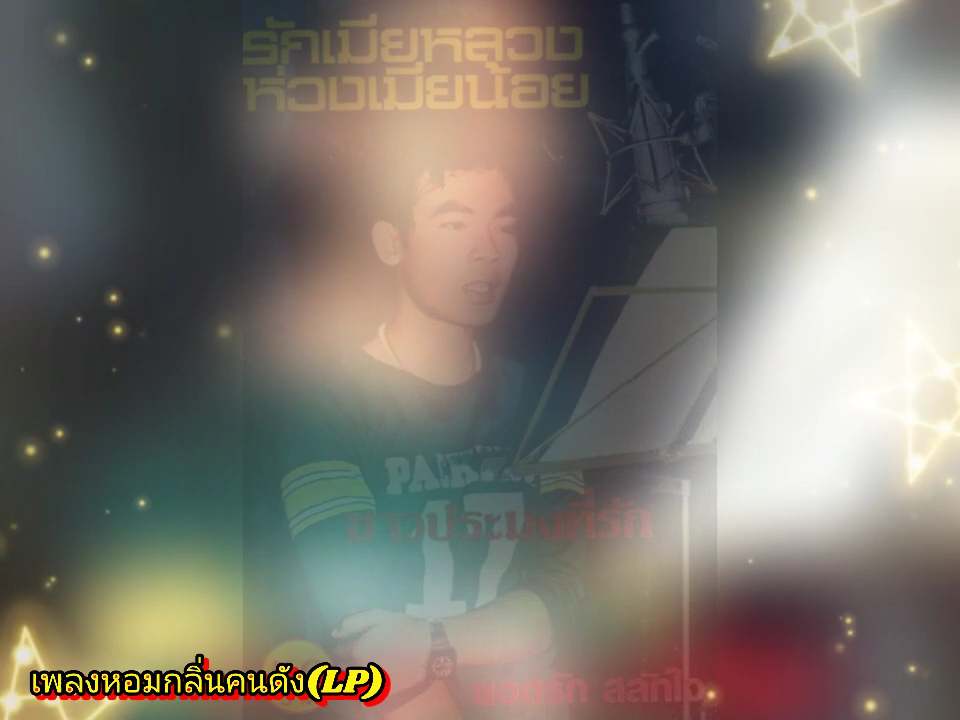 รักเมียหลวง
ห่วงเมียน้อย
17
ชาวประมงที่รัก
ยอดรัก สลักใจ
เพลงหอมกลิ่นคนดัง(LP)